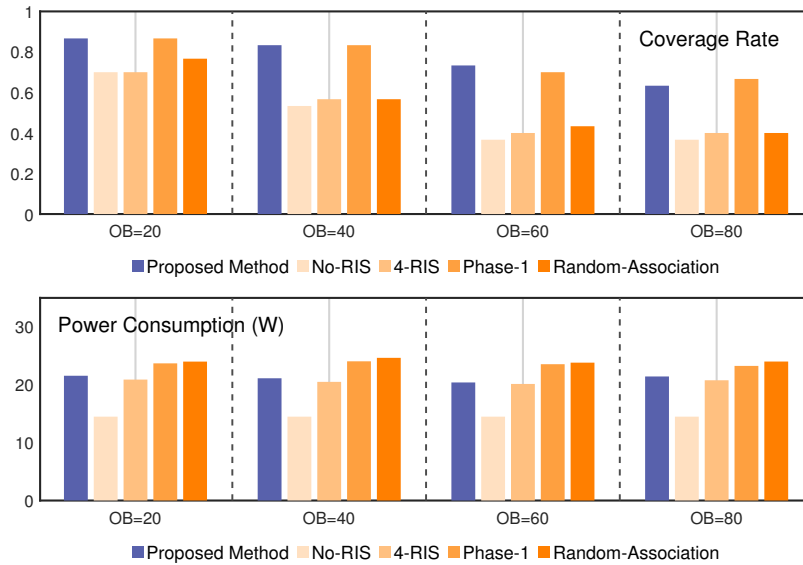 1
0.8
0.6
0.4
0.2
0
Coverage Rate
OB=20 OB=40 OB=60 OB=80
Proposed Method No-RIS 4-RIS Phase-1 Random-Association
30
20
10
0
Power Consumption (W)
OB=20 OB=40 OB=60 OB=80
Proposed Method No-RIS 4-RIS Phase-1 Random-Association